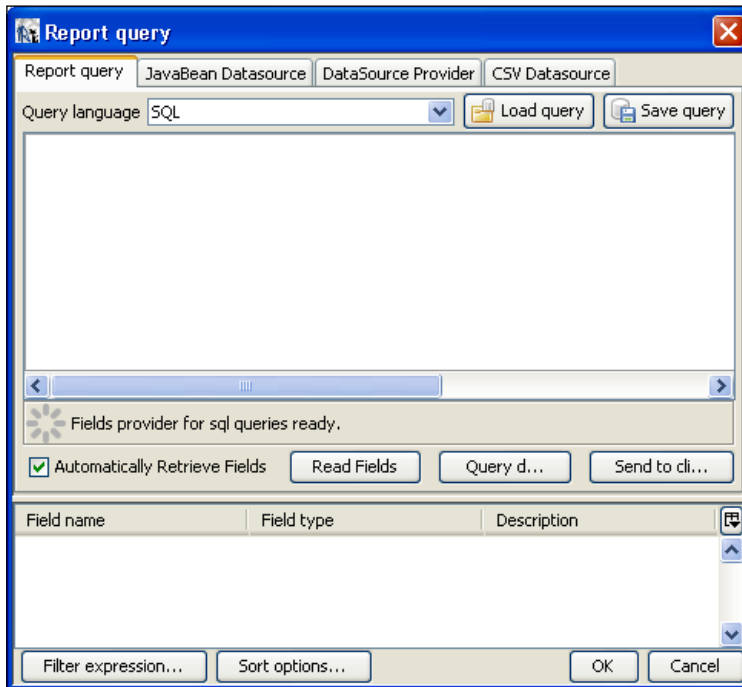 Report query
Report query JavaBean Datasource DataSource Provider CSV Datasource
Query language SQL Load query Save query
Fields provider for sql queries ready.
Automatically Retrieve Fields Read Fields Query d... Send to cli...
Field name Field type Description
Filter expression... Sort options... OK Cancel